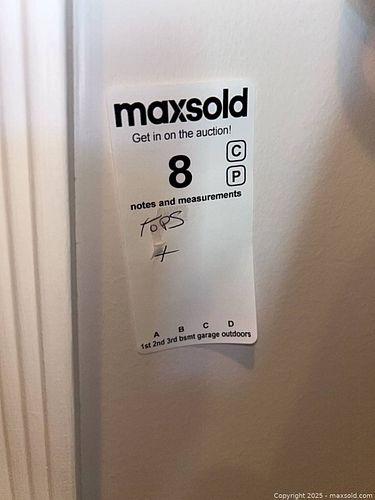 maxsold
Get in on the auction!
8
C
P
notes and measurements
TOPS
+
A B C D
1st 2nd 3rd bsmt garage outdoors
Copyright 2025 - maxsold.com